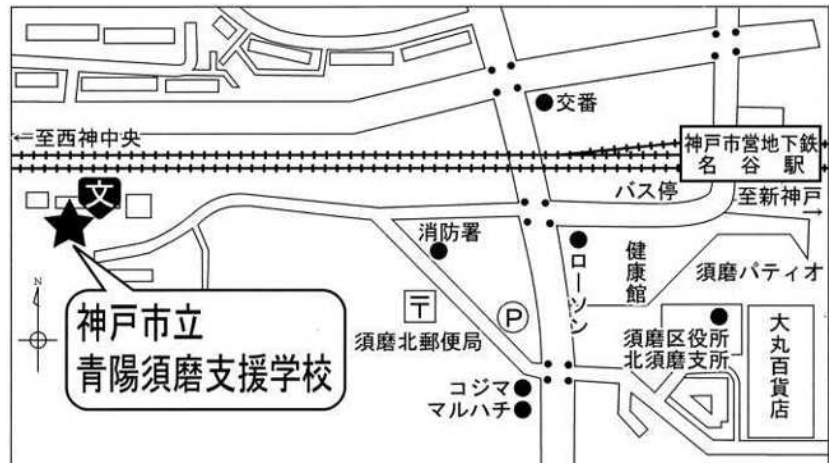 交番
←至西神中央
神戸市営地下鉄
名谷駅
バス停
至新神戸
→
文
消防署
ローソン
健康館
須磨パティオ
N
神戸市立
青陽須磨支援学校
〒
須磨北郵便局
P
須磨区役所
北須磨支所
大丸百貨店
コジマ
マルハチ